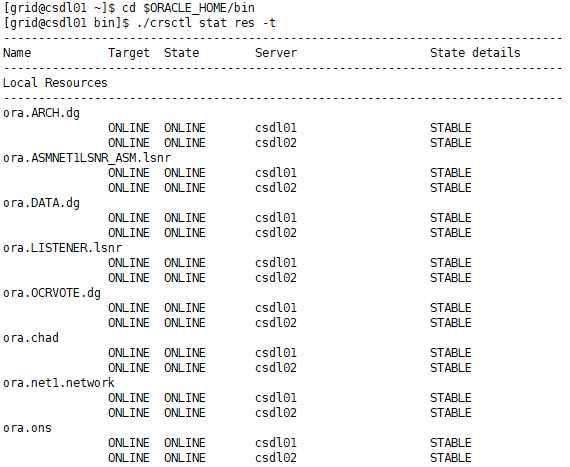 [grid@csdl01 ~]$ cd $ORACLE_HOME/bin
[grid@csdl01 bin]$ ./crsctl stat res -t
--------------------------------------------------------------------------------
Name           Target  State        Server                   State details
--------------------------------------------------------------------------------
Local Resources
--------------------------------------------------------------------------------
ora.ARCH.dg
               ONLINE  ONLINE       csdl01                   STABLE
               ONLINE  ONLINE       csdl02                   STABLE
ora.ASMNET1LSNR_ASM.lsnr
               ONLINE  ONLINE       csdl01                   STABLE
               ONLINE  ONLINE       csdl02                   STABLE
ora.DATA.dg
               ONLINE  ONLINE       csdl01                   STABLE
               ONLINE  ONLINE       csdl02                   STABLE
ora.LISTENER.lsnr
               ONLINE  ONLINE       csdl01                   STABLE
               ONLINE  ONLINE       csdl02                   STABLE
ora.OCRVOTE.dg
               ONLINE  ONLINE       csdl01                   STABLE
               ONLINE  ONLINE       csdl02                   STABLE
ora.chad
               ONLINE  ONLINE       csdl01                   STABLE
               ONLINE  ONLINE       csdl02                   STABLE
ora.net1.network
               ONLINE  ONLINE       csdl01                   STABLE
               ONLINE  ONLINE       csdl02                   STABLE
ora.ons
               ONLINE  ONLINE       csdl01                   STABLE
               ONLINE  ONLINE       csdl02                   STABLE